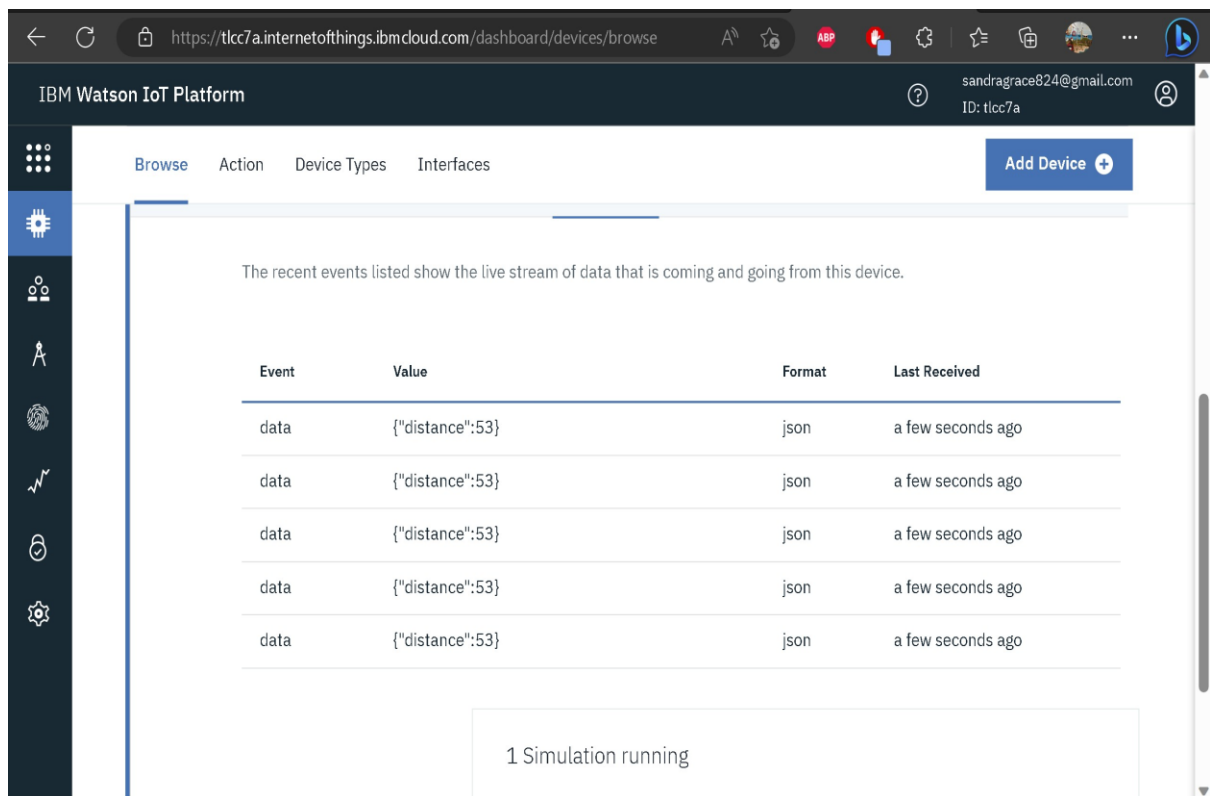 https://tlcc7a.internetofthings.ibmcloud.com/dashboard/devices/browse
ABP
IBM Watson IoT Platform
sandragrace824@gmail.com
ID: tlcc7a
Browse Action Device Types Interfaces Add Device
The recent events listed show the live stream of data that is coming and going from this device.
Event Value Format Last Received
data {"distance":53} json a few seconds ago
data {"distance":53} json a few seconds ago
data {"distance":53} json a few seconds ago
data {"distance":53} json a few seconds ago
data {"distance":53} json a few seconds ago
1 Simulation running